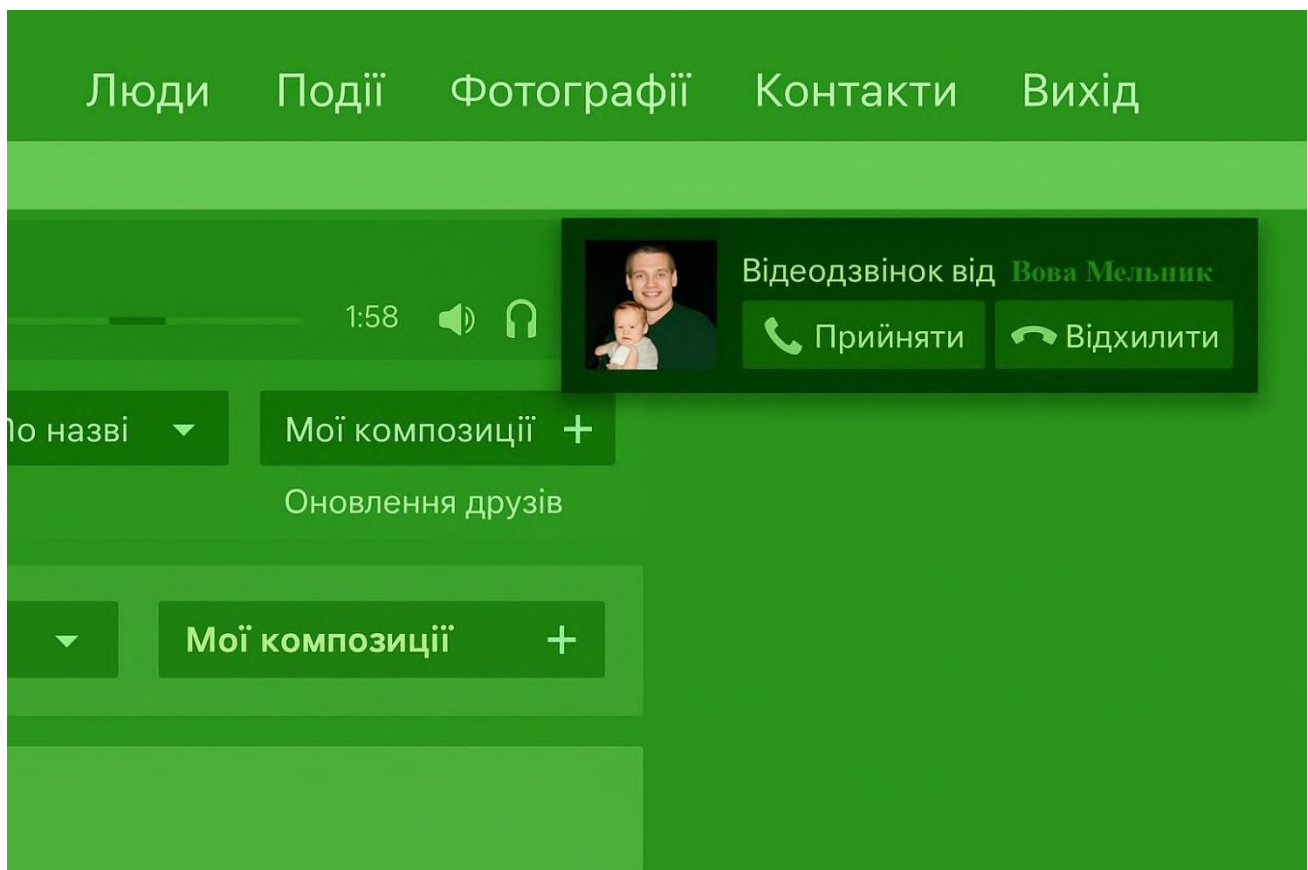 Люди Події Фотографії Контакти Вихід
Відеодзвінок від Вова Мельник
1:58 Прийняти Відхилити
По назві Мої композиції +
Оновлення друзів
Мої композиції +